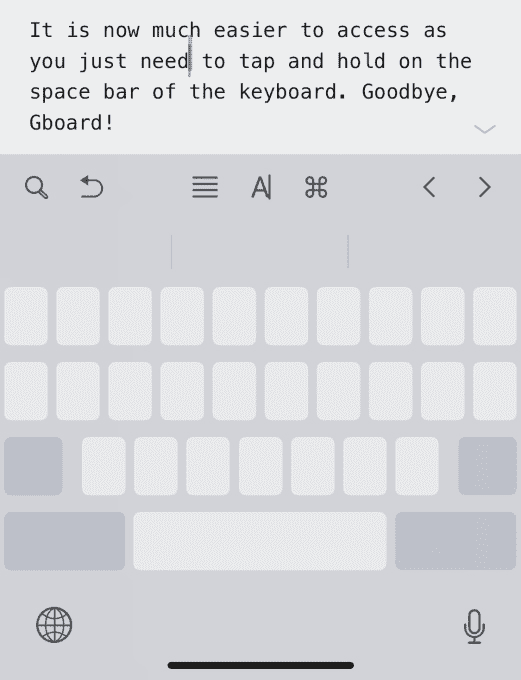 It is now much easier to access as
you just need to tap and hold on the
space bar of the keyboard. Goodbye,
Gboard!
A